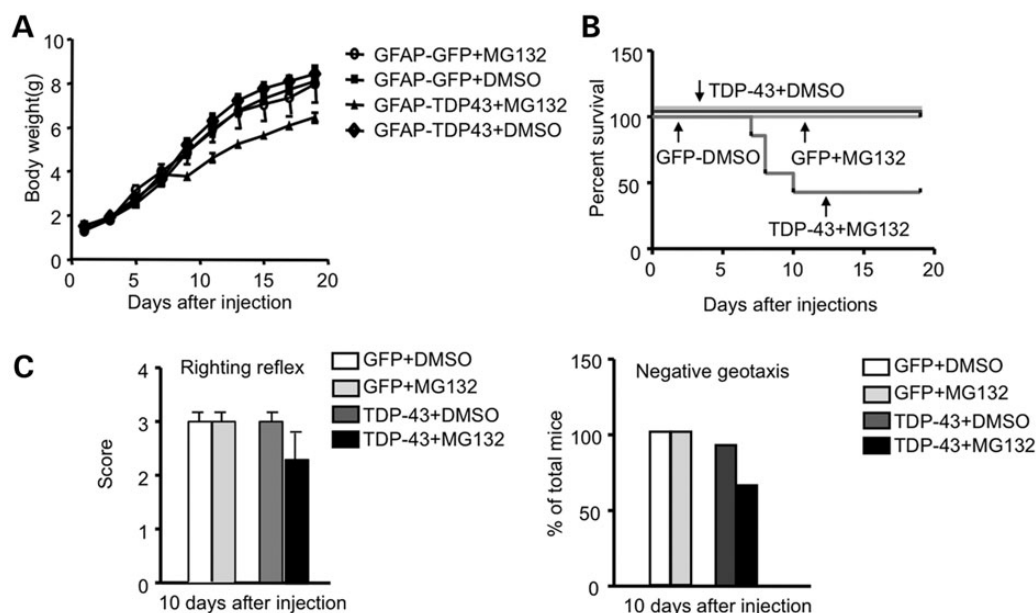 A
Body weight(g)
10
8
6
4
2
0
0
5
10
15
20
Days after injection
GFAP-GFP+MG132
GFAP-GFP+DMSO
GFAP-TDP43+MG132
GFAP-TDP43+DMSO
B
Percent survival
150
100
50
0
TDP-43+DMSO
GFP-DMSO
GFP+MG132
TDP-43+MG132
0
5
10
15
20
Days after injections
C
Righting reflex
Score
4
3
2
1
0
10 days after injection
GFP+DMSO
GFP+MG132
TDP-43+DMSO
TDP-43+MG132
Negative geotaxis
% of total mice
150
100
50
0
10 days after injection
GFP+DMSO
GFP+MG132
TDP-43+DMSO
TDP-43+MG132